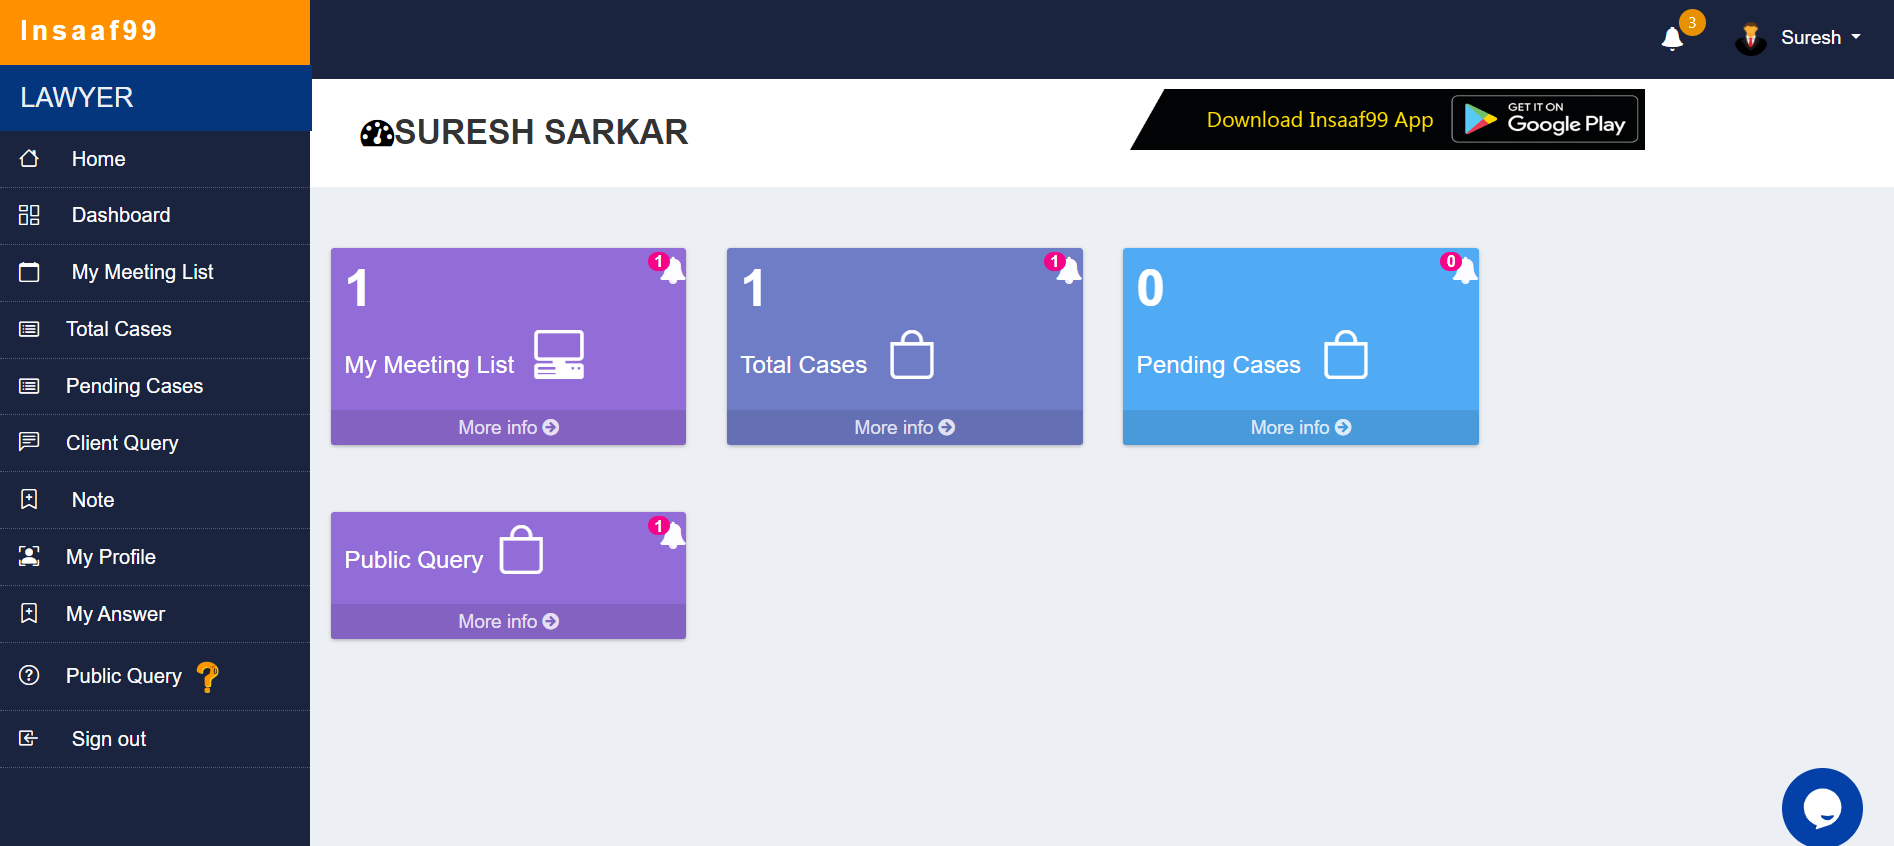 Insaaf99
3
Suresh
LAWYER
SURESH SARKAR
Download Insaaf99 App
GET IT ON
Google Play
Home
Dashboard
My Meeting List
Total Cases
Pending Cases
Client Query
Note
My Profile
My Answer
Public Query
Sign out
1
1
My Meeting List
More info
1
1
Total Cases
More info
0
0
Pending Cases
More info
1
Public Query
More info